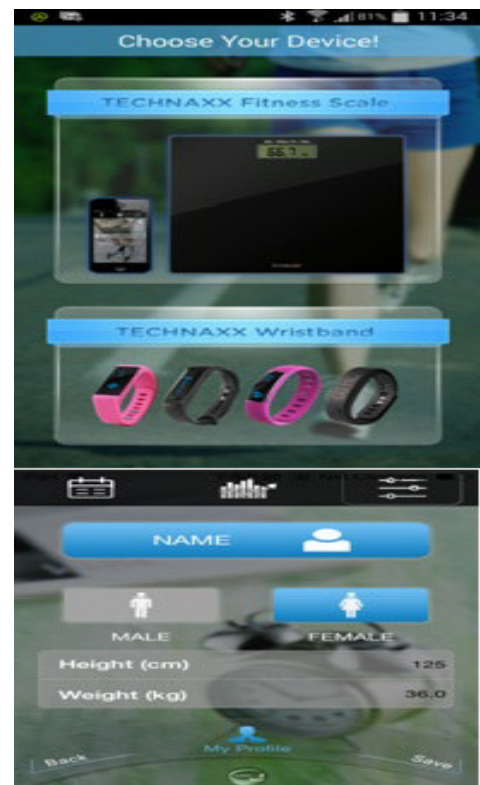 81% 11:34
Choose Your Device!
TECHNAXX Fitness Scale
TECHNAXX Wristband
NAME
MALE FEMALE
Height (cm) 125
Weight (kg) 36.0
My Profile
Back Save